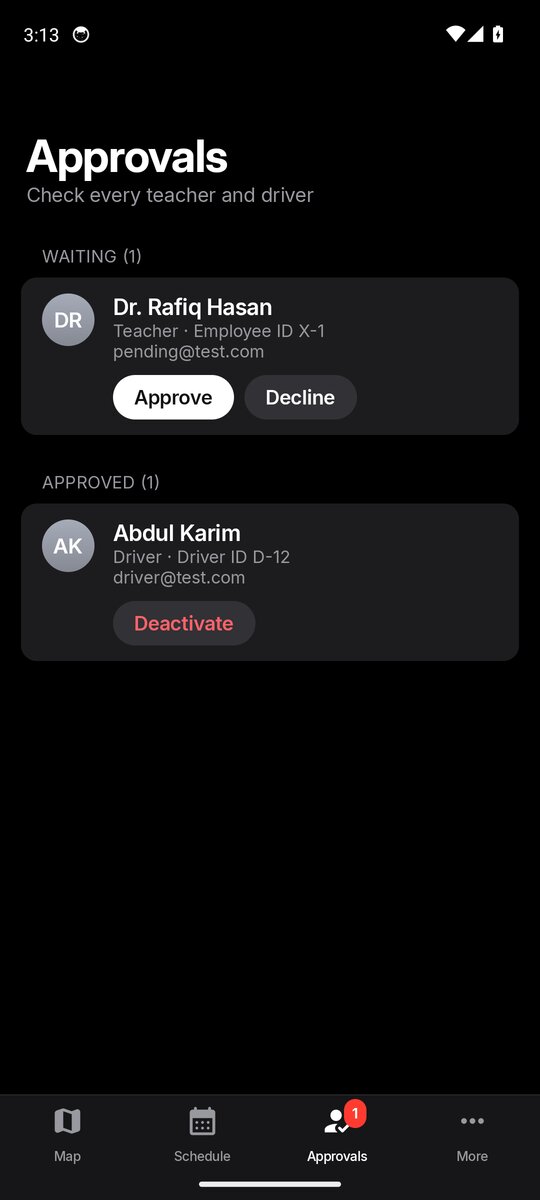 3:13
Approvals
Check every teacher and driver
WAITING (1)
DR
Dr. Rafiq Hasan
Teacher · Employee ID X-1
pending@test.com
Approve
Decline
APPROVED (1)
AK
Abdul Karim
Driver · Driver ID D-12
driver@test.com
Deactivate
1
Map
Schedule
Approvals
More